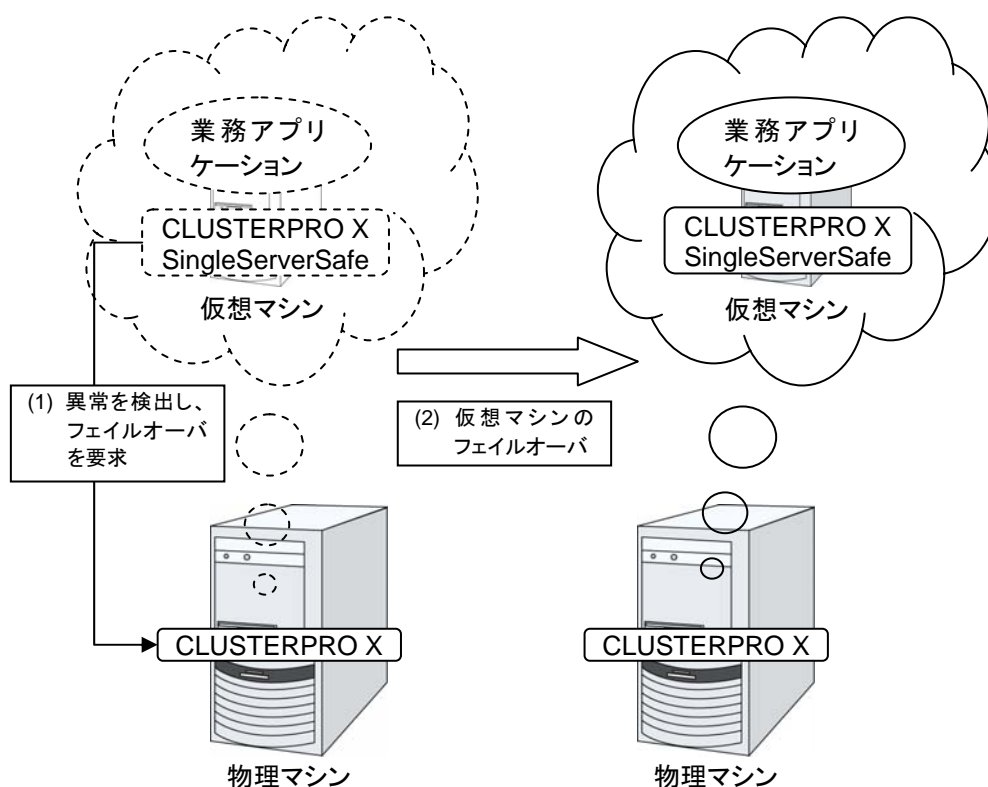 業務アプリ
ケーション
CLUSTERPRO X
SingleServerSafe
仮想マシン
業務アプリ
ケーション
CLUSTERPRO X
SingleServerSafe
仮想マシン
(1) 異常を検出し、
フェイルオーバ
を要求
(2) 仮想マシンの
フェイルオーバ
CLUSTERPRO X
物理マシン
CLUSTERPRO X
物理マシン